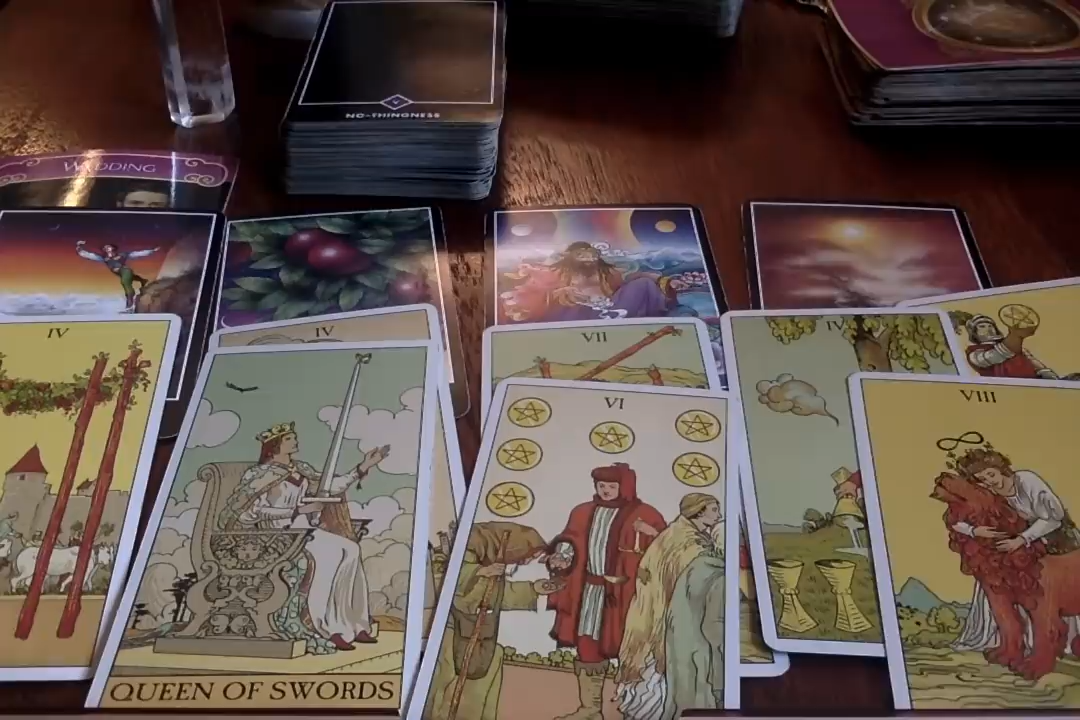 NO-THINGNESS
WEDDING
IV
IV
VII
IV
VI
VIII
QUEEN OF SWORDS